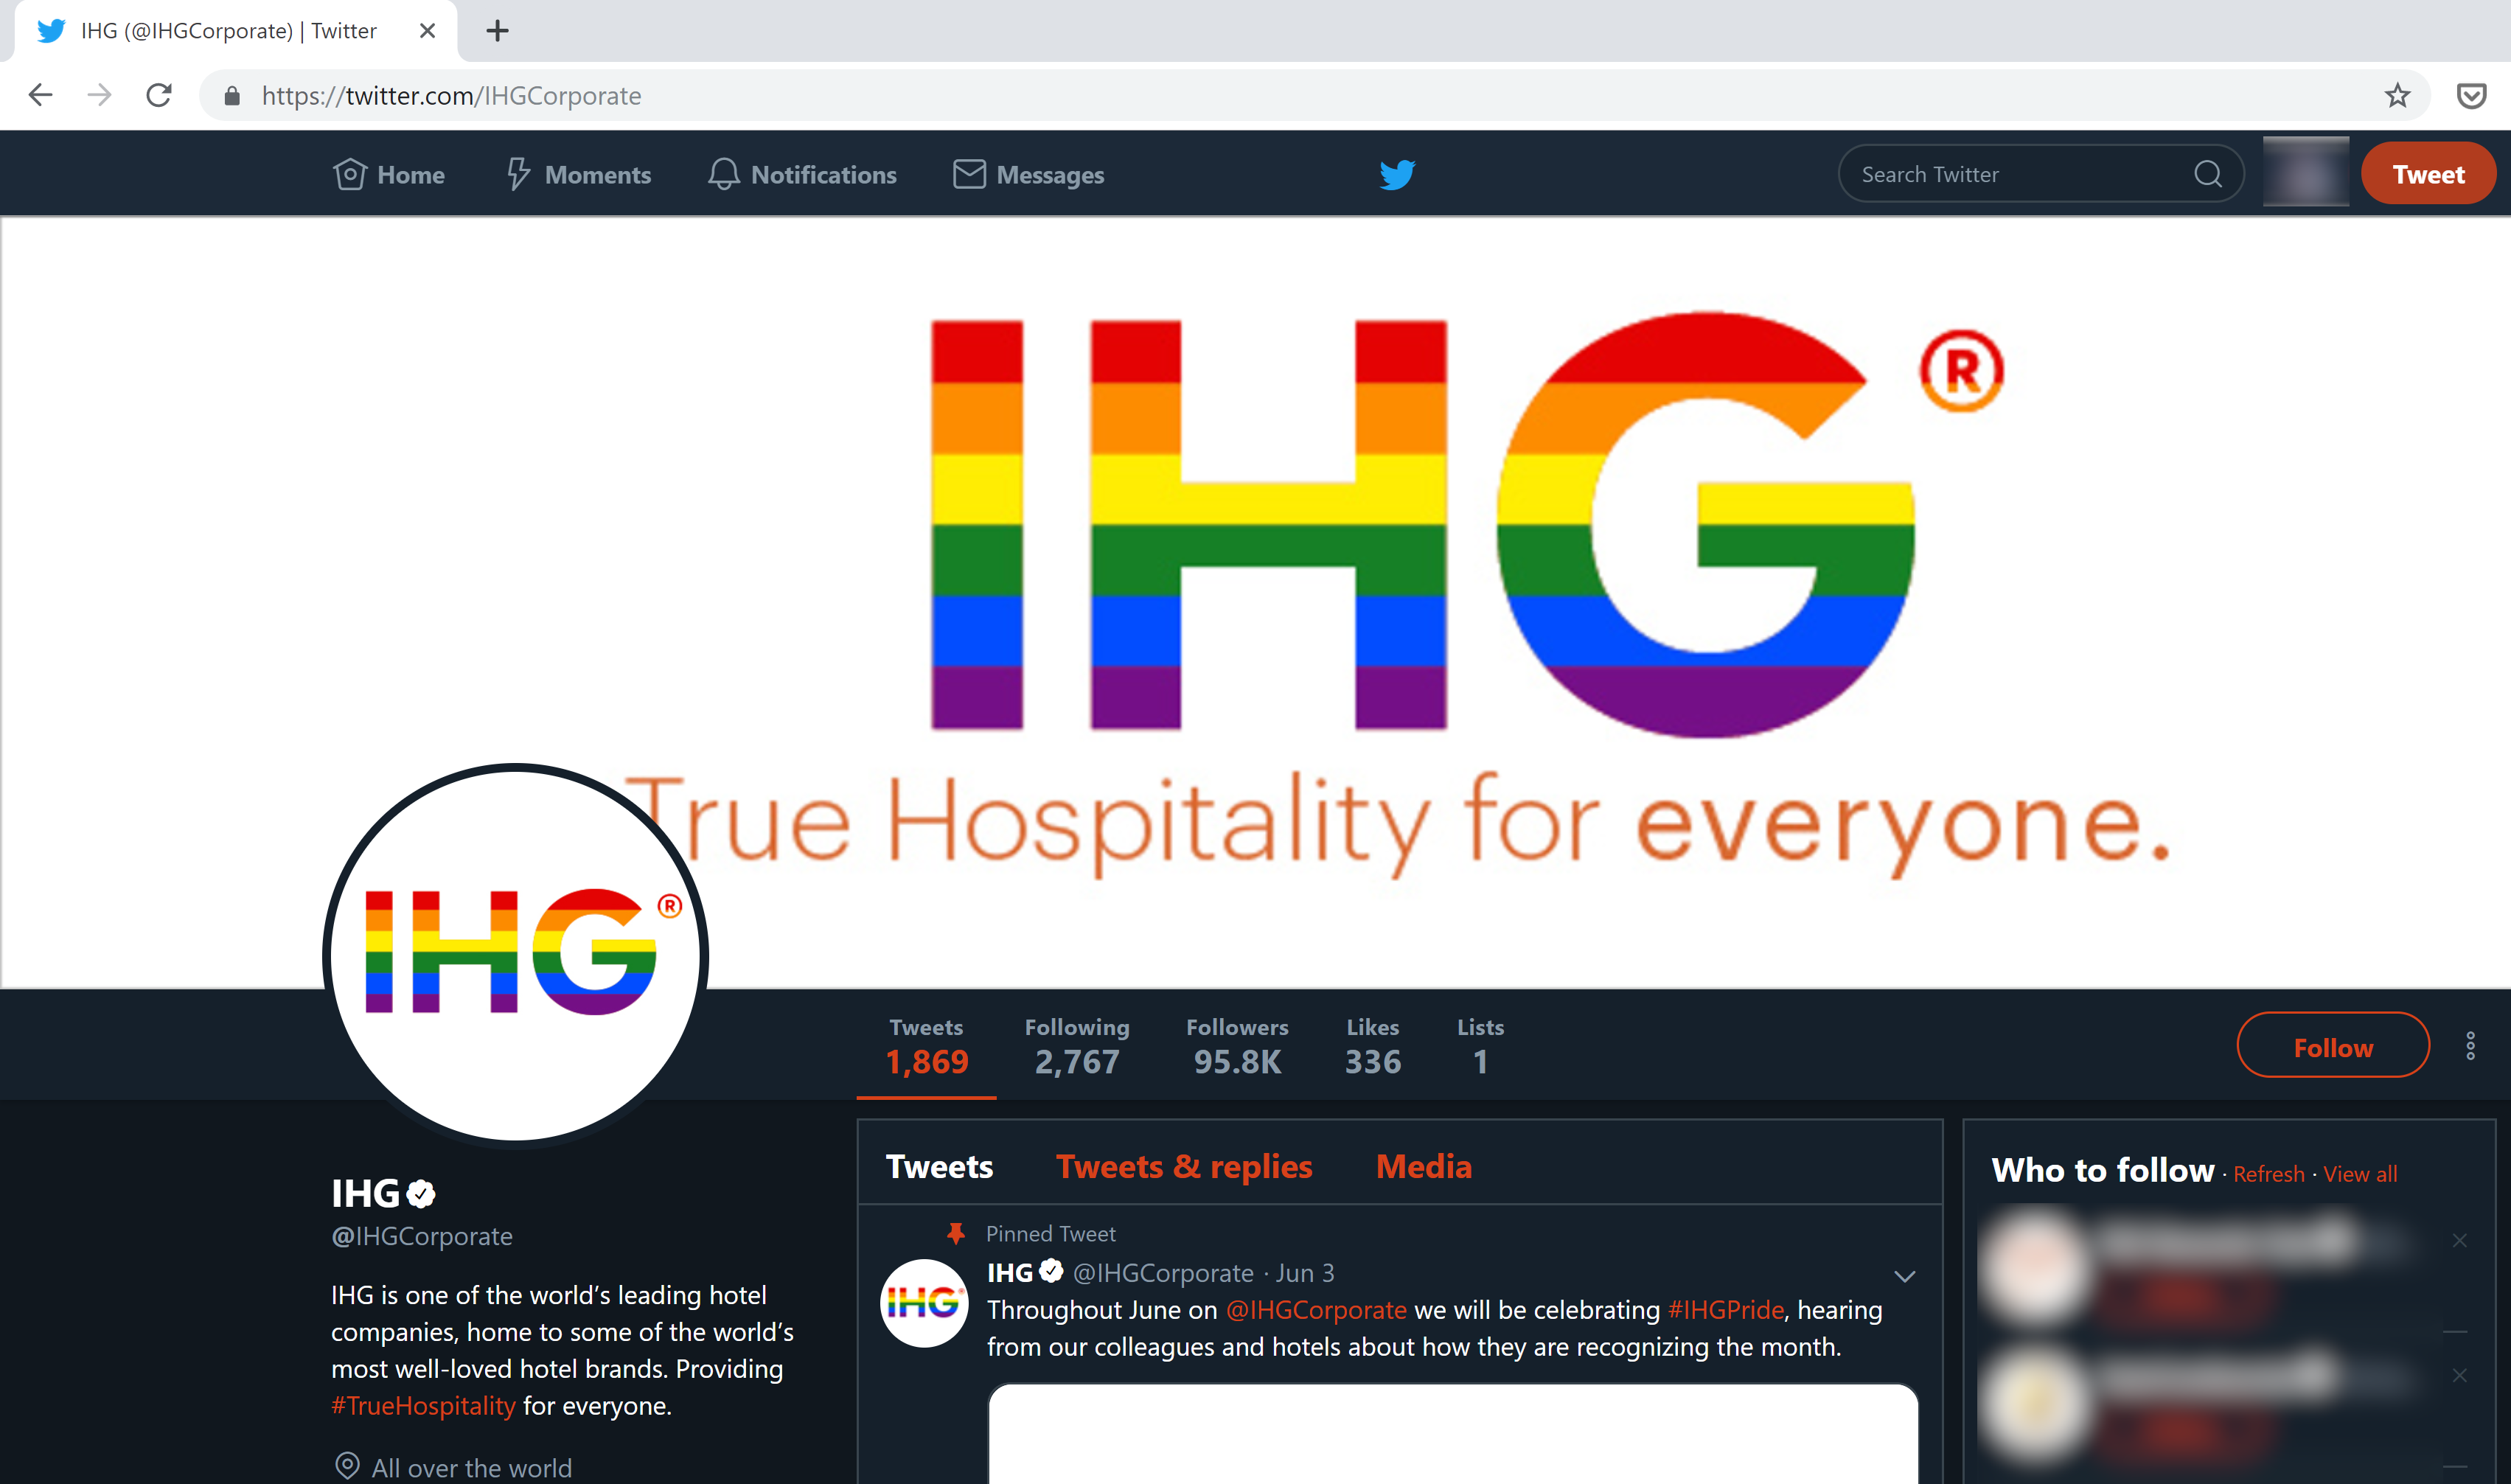 IHG (@IHGCorporate) | Twitter
https://twitter.com/IHGCorporate
Home Moments Notifications Messages Search Twitter Tweet
IHG®
True Hospitality for everyone.
IHG®
Tweets Following Followers Likes Lists
1,869 2,767 95.8K 336 1
Follow
IHG
@IHGCorporate
IHG is one of the world’s leading hotel
companies, home to some of the world’s
most well-loved hotel brands. Providing
#TrueHospitality for everyone.
All over the world
Tweets Tweets & replies Media
Pinned Tweet
IHG®
IHG @IHGCorporate · Jun 3
Throughout June on @IHGCorporate we will be celebrating #IHGPride, hearing
from our colleagues and hotels about how they are recognizing the month.
Who to follow · Refresh · View all